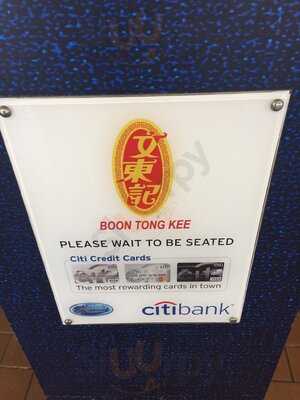 文東記
BOON TONG KEE
PLEASE WAIT TO BE SEATED
Citi Credit Cards
The most rewarding cards in town
citibank